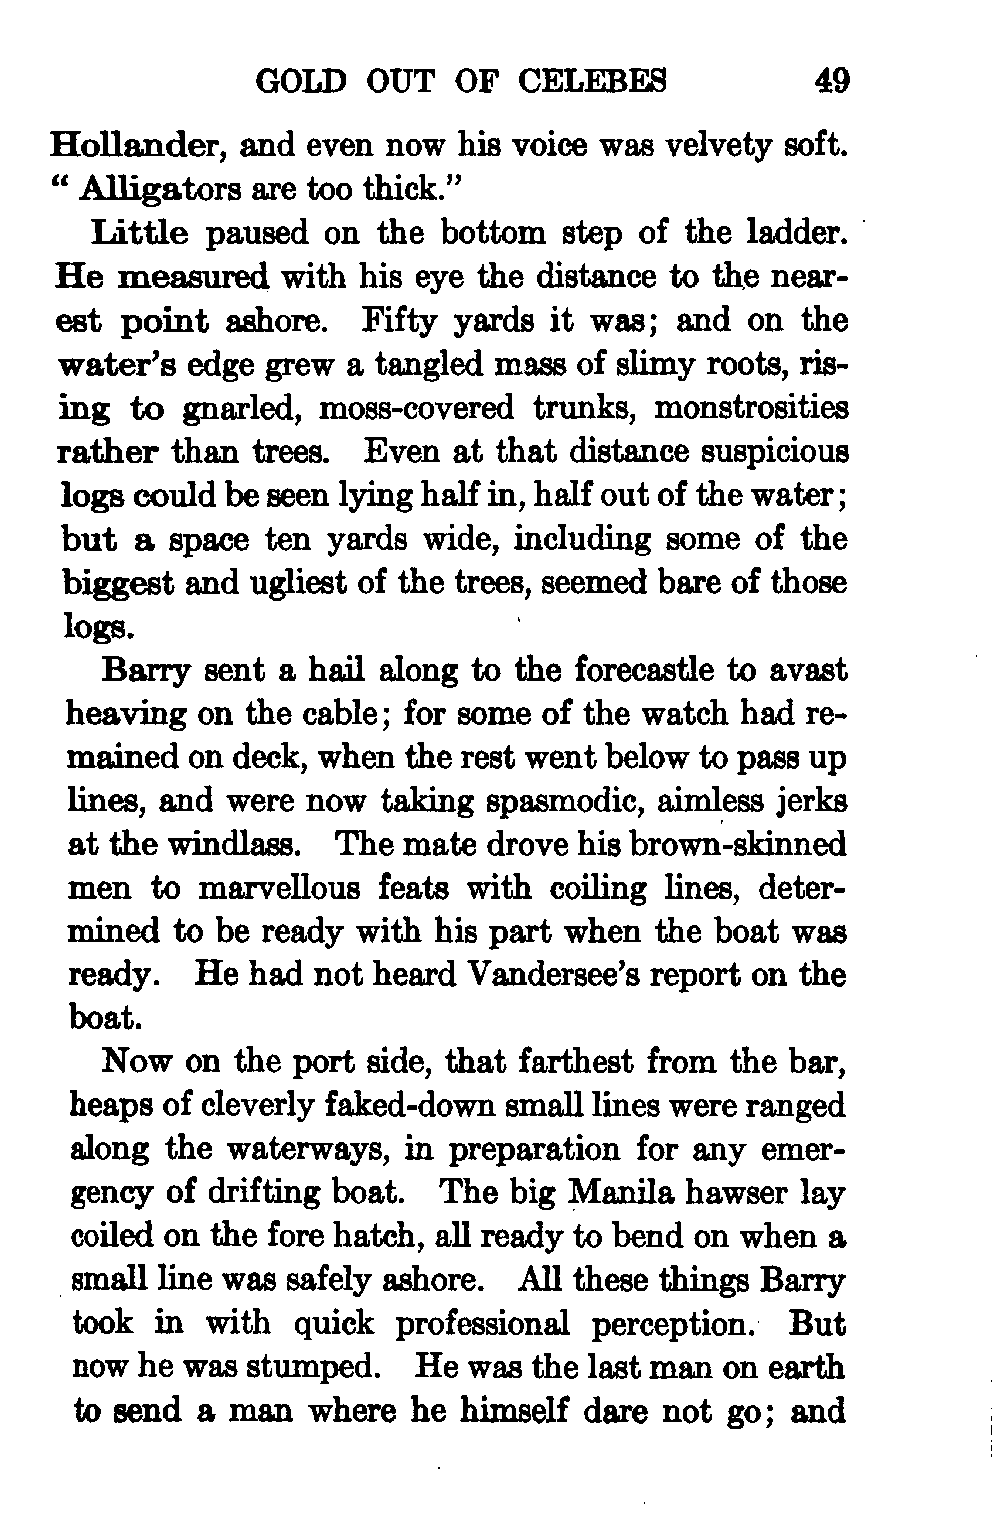 GOLD OUT OF CELEBES 49
Hollander, and even now his voice was velvety soft.
“ Alligators are too thick.”
Little paused on the bottom step of the ladder.
He measured with his eye the distance to the near-
est point ashore. Fifty yards it was; and on the
water’s edge grew a tangled mass of slimy roots, ris-
ing to gnarled, moss-covered trunks, monstrosities
rather than trees. Even at that distance suspicious
logs could be seen lying half in, half out of the water;
but a space ten yards wide, including some of the
biggest and ugliest of the trees, seemed bare of those
logs.
Barry sent a hail along to the forecastle to avast
heaving on the cable; for some of the watch had re-
mained on deck, when the rest went below to pass up
lines, and were now taking spasmodic, aimless jerks
at the windlass. The mate drove his brown-skinned
men to marvellous feats with coiling lines, deter-
mined to be ready with his part when the boat was
ready. He had not heard Vandersee’s report on the
boat.
Now on the port side, that farthest from the bar,
heaps of cleverly faked-down small lines were ranged
along the waterways, in preparation for any emer-
gency of drifting boat. The big Manila hawser lay
coiled on the fore hatch, all ready to bend on when a
small line was safely ashore. All these things Barry
took in with quick professional perception. But
now he was stumped. He was the last man on earth
to send a man where he himself dare not go; and